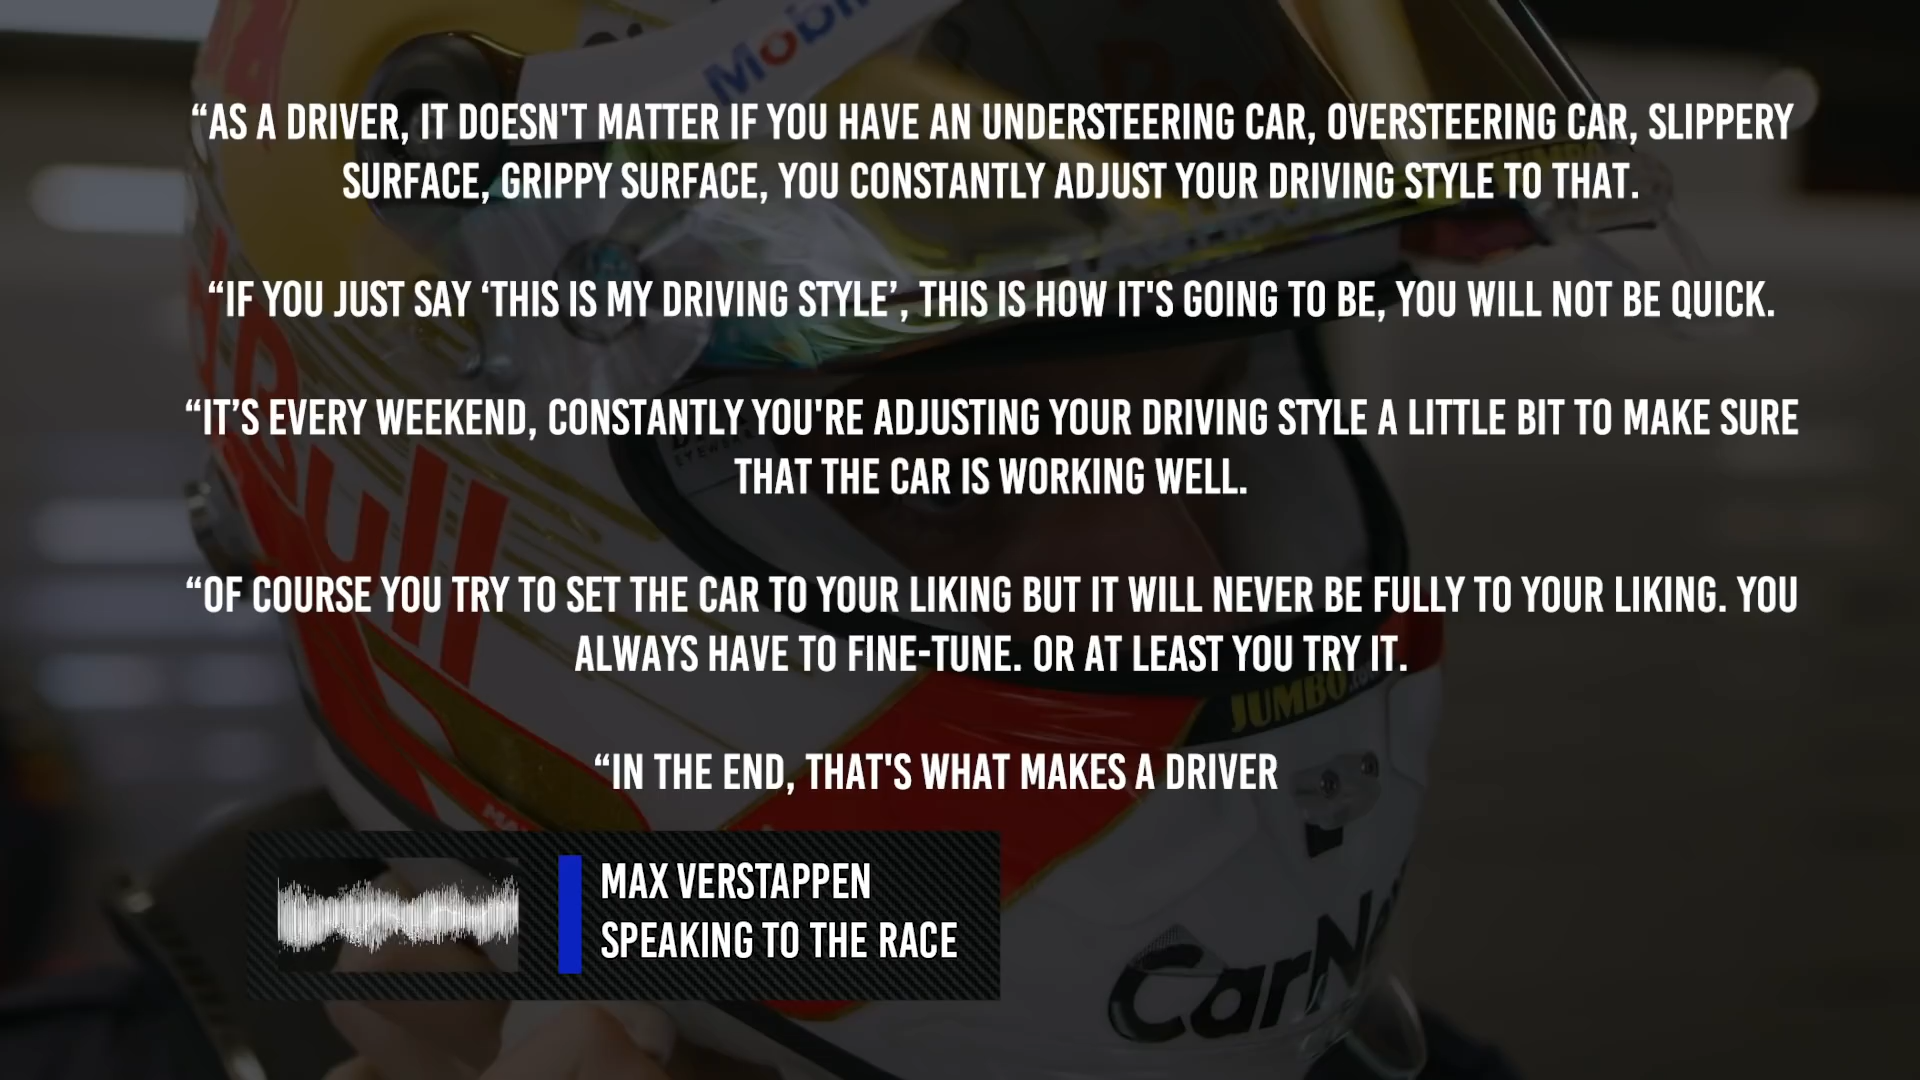 Mobil
“AS A DRIVER, IT DOESN'T MATTER IF YOU HAVE AN UNDERSTEERING CAR, OVERSTEERING CAR, SLIPPERY
SURFACE, GRIPPY SURFACE, YOU CONSTANTLY ADJUST YOUR DRIVING STYLE TO THAT.
“IF YOU JUST SAY ‘THIS IS MY DRIVING STYLE’, THIS IS HOW IT'S GOING TO BE, YOU WILL NOT BE QUICK.
“IT’S EVERY WEEKEND, CONSTANTLY YOU'RE ADJUSTING YOUR DRIVING STYLE A LITTLE BIT TO MAKE SURE
THAT THE CAR IS WORKING WELL.
“OF COURSE YOU TRY TO SET THE CAR TO YOUR LIKING BUT IT WILL NEVER BE FULLY TO YOUR LIKING. YOU
ALWAYS HAVE TO FINE-TUNE. OR AT LEAST YOU TRY IT.
“IN THE END, THAT'S WHAT MAKES A DRIVER
Bull
JUMBO
MAX VERSTAPPEN
SPEAKING TO THE RACE